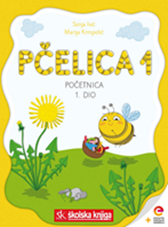 Sonja Ivić
Marija Krmpotić
PČELICA 1
POČETNICA
1. DIO
školska knjiga